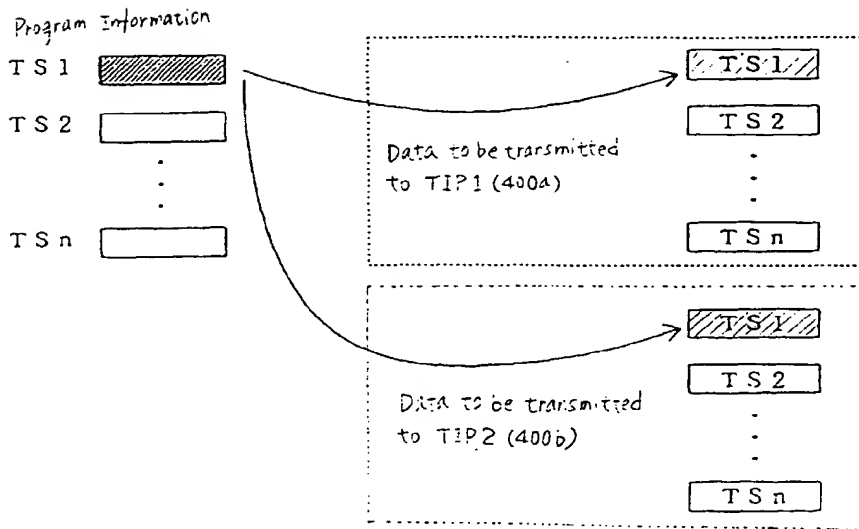 Program Information
TS1
TS2
TSn
TS1
TS2
Data to be transmitted
to TIP1 (400a)
TSn
TS1
TS2
Data to be transmitted
to TIP2 (400b)
TSn